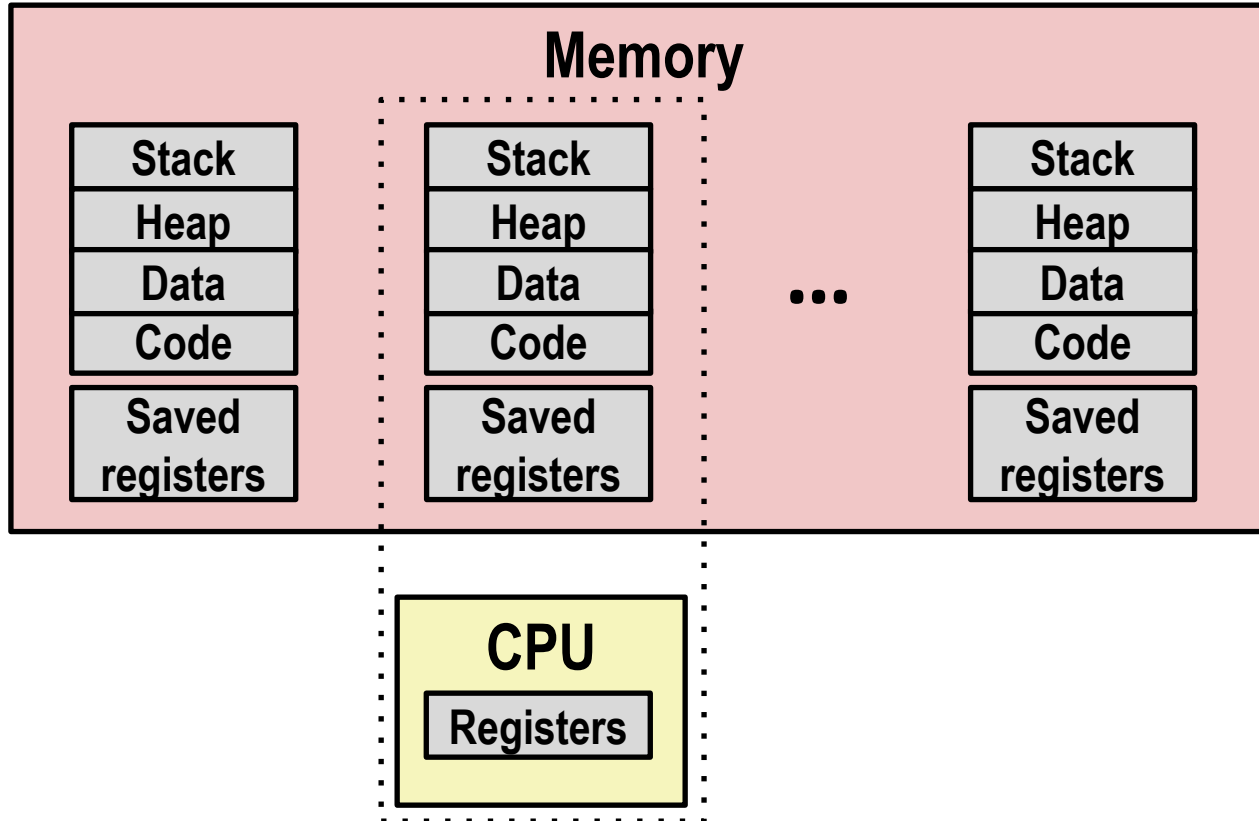 Memory
Stack
Heap
Data
Code
Saved
registers
Stack
Heap
Data
Code
Saved
registers
...
Stack
Heap
Data
Code
Saved
registers
CPU
Registers